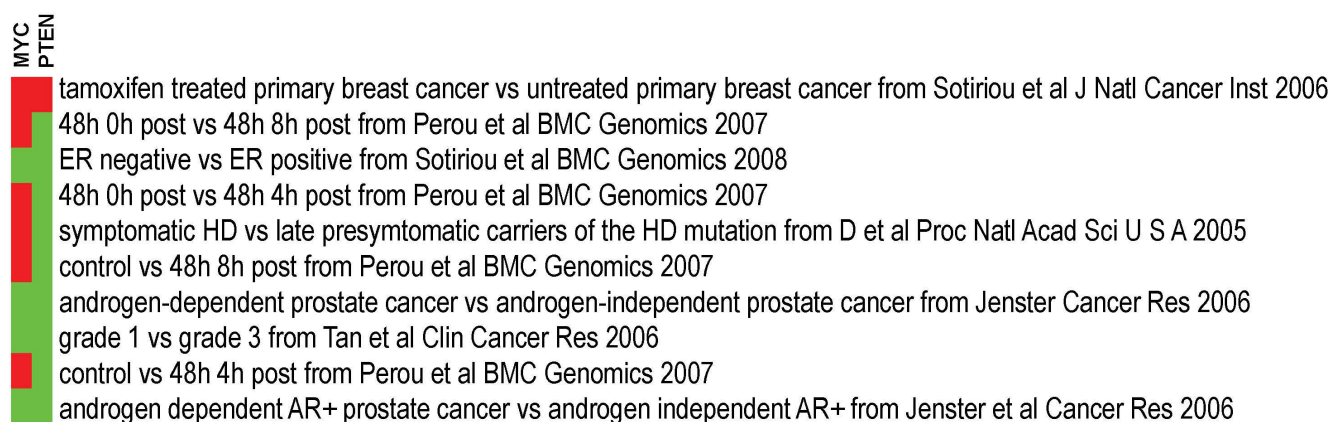 MYC
PTEN
tamoxifen treated primary breast cancer vs untreated primary breast cancer from Sotiriou et al J Natl Cancer Inst 2006
48h 0h post vs 48h 8h post from Perou et al BMC Genomics 2007
ER negative vs ER positive from Sotiriou et al BMC Genomics 2008
48h 0h post vs 48h 4h post from Perou et al BMC Genomics 2007
symptomatic HD vs late presymtomatic carriers of the HD mutation from D et al Proc Natl Acad Sci U S A 2005
control vs 48h 8h post from Perou et al BMC Genomics 2007
androgen-dependent prostate cancer vs androgen-independent prostate cancer from Jenster Cancer Res 2006
grade 1 vs grade 3 from Tan et al Clin Cancer Res 2006
control vs 48h 4h post from Perou et al BMC Genomics 2007
androgen dependent AR+ prostate cancer vs androgen independent AR+ from Jenster et al Cancer Res 2006